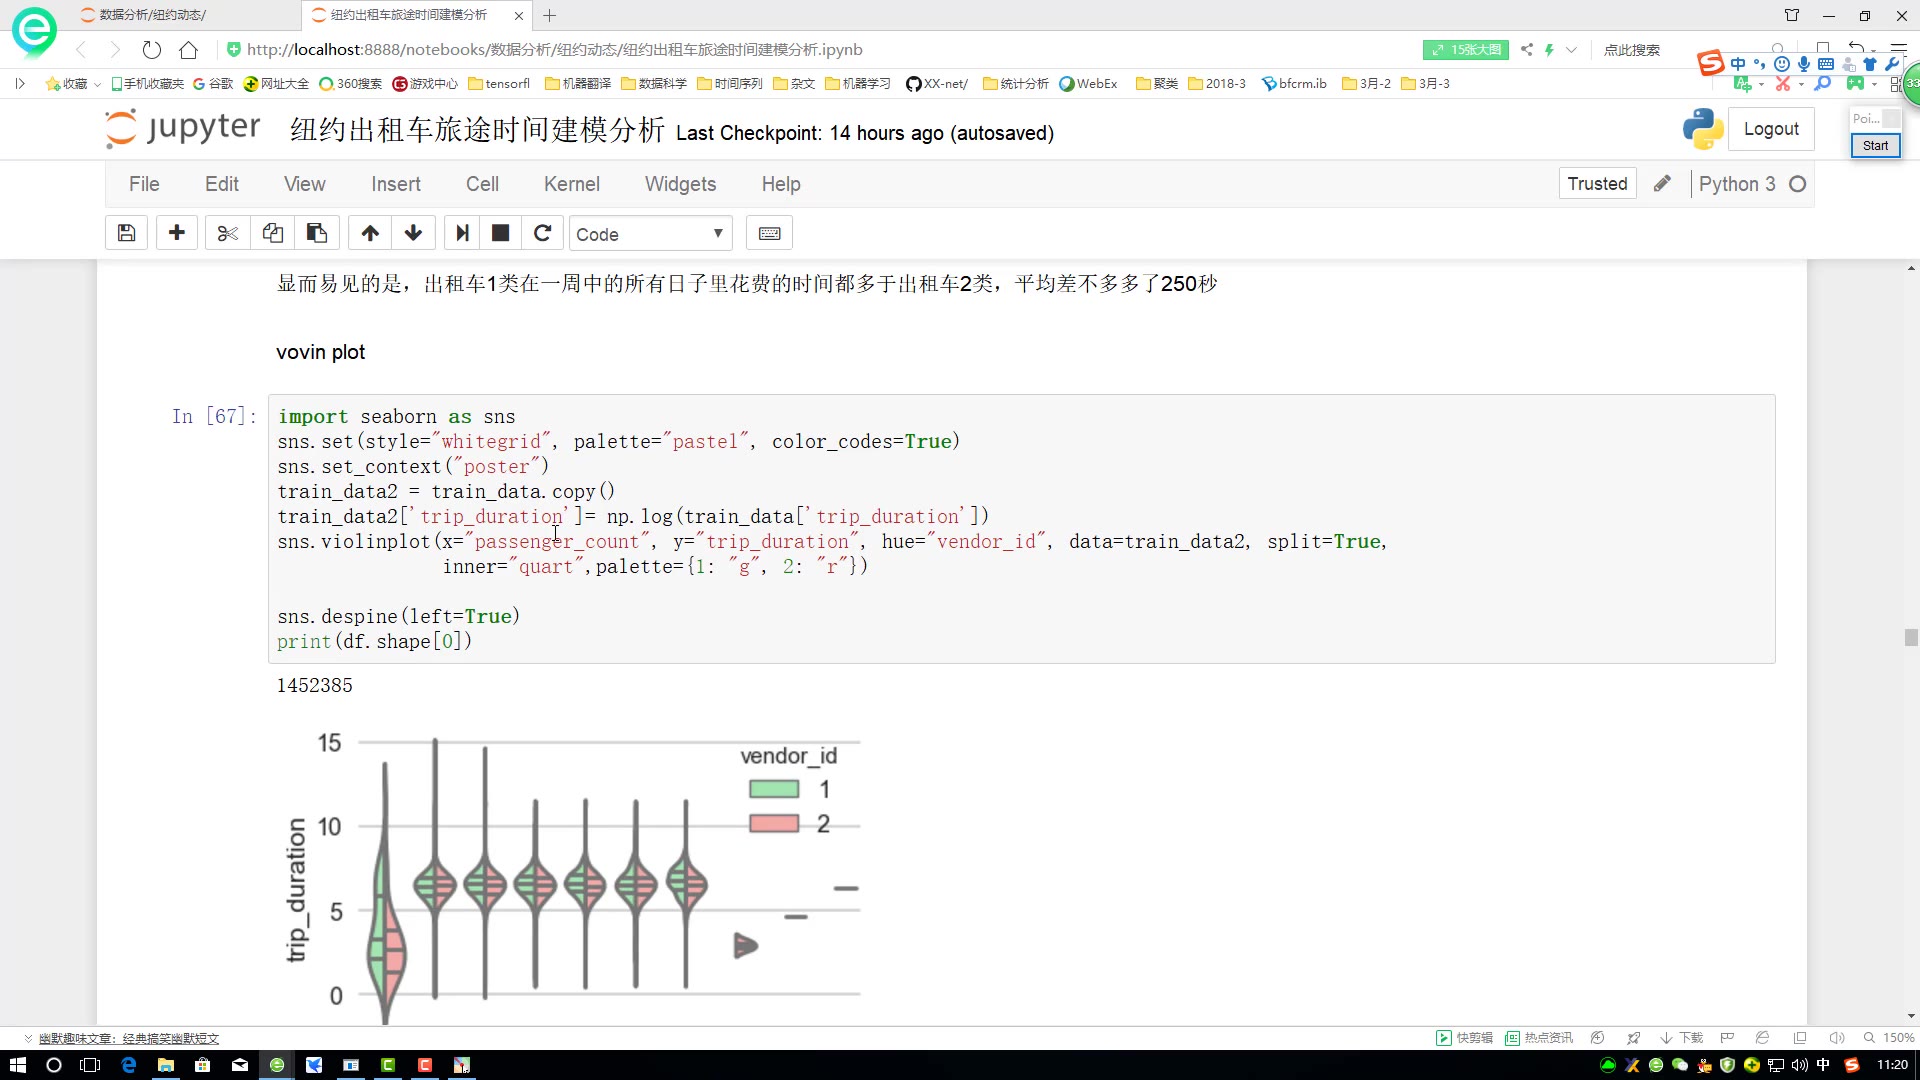 数据分析/纽约动态/
纽约出租车旅途时间建模分析
http://localhost:8888/notebooks/数据分析/纽约动态/纽约出租车旅途时间建模分析.ipynb
15张大图
点此搜索
收藏 手机收藏夹 谷歌 网址大全 360搜索 游戏中心 tensorfl 机器翻译 数据科学 时间序列 杂文 机器学习 XX-net/ 统计分析 WebEx 聚类 2018-3 bfcrm.ib 3月-2 3月-3
中
33
jupyter 纽约出租车旅途时间建模分析 Last Checkpoint: 14 hours ago (autosaved)
Logout
Poi...
Start
File Edit View Insert Cell Kernel Widgets Help
Trusted
Python 3
Code
显而易见的是，出租车1类在一周中的所有日子里花费的时间都多于出租车2类，平均差不多多了250秒
vovin plot
In [67]:
import seaborn as sns
sns.set(style="whitegrid", palette="pastel", color_codes=True)
sns.set_context("poster")
train_data2 = train_data.copy()
train_data2['trip_duration']= np.log(train_data['trip_duration'])
sns.violinplot(x="passenger_count", y="trip_duration", hue="vendor_id", data=train_data2, split=True,
inner="quart",palette={1: "g", 2: "r"})
sns.despine(left=True)
print(df.shape[0])
1452385
15
10
5
0
trip_duration
vendor_id
1
2
幽默趣味文章：经典搞笑幽默短文
快剪辑
热点资讯
下载
150%
中
11:20